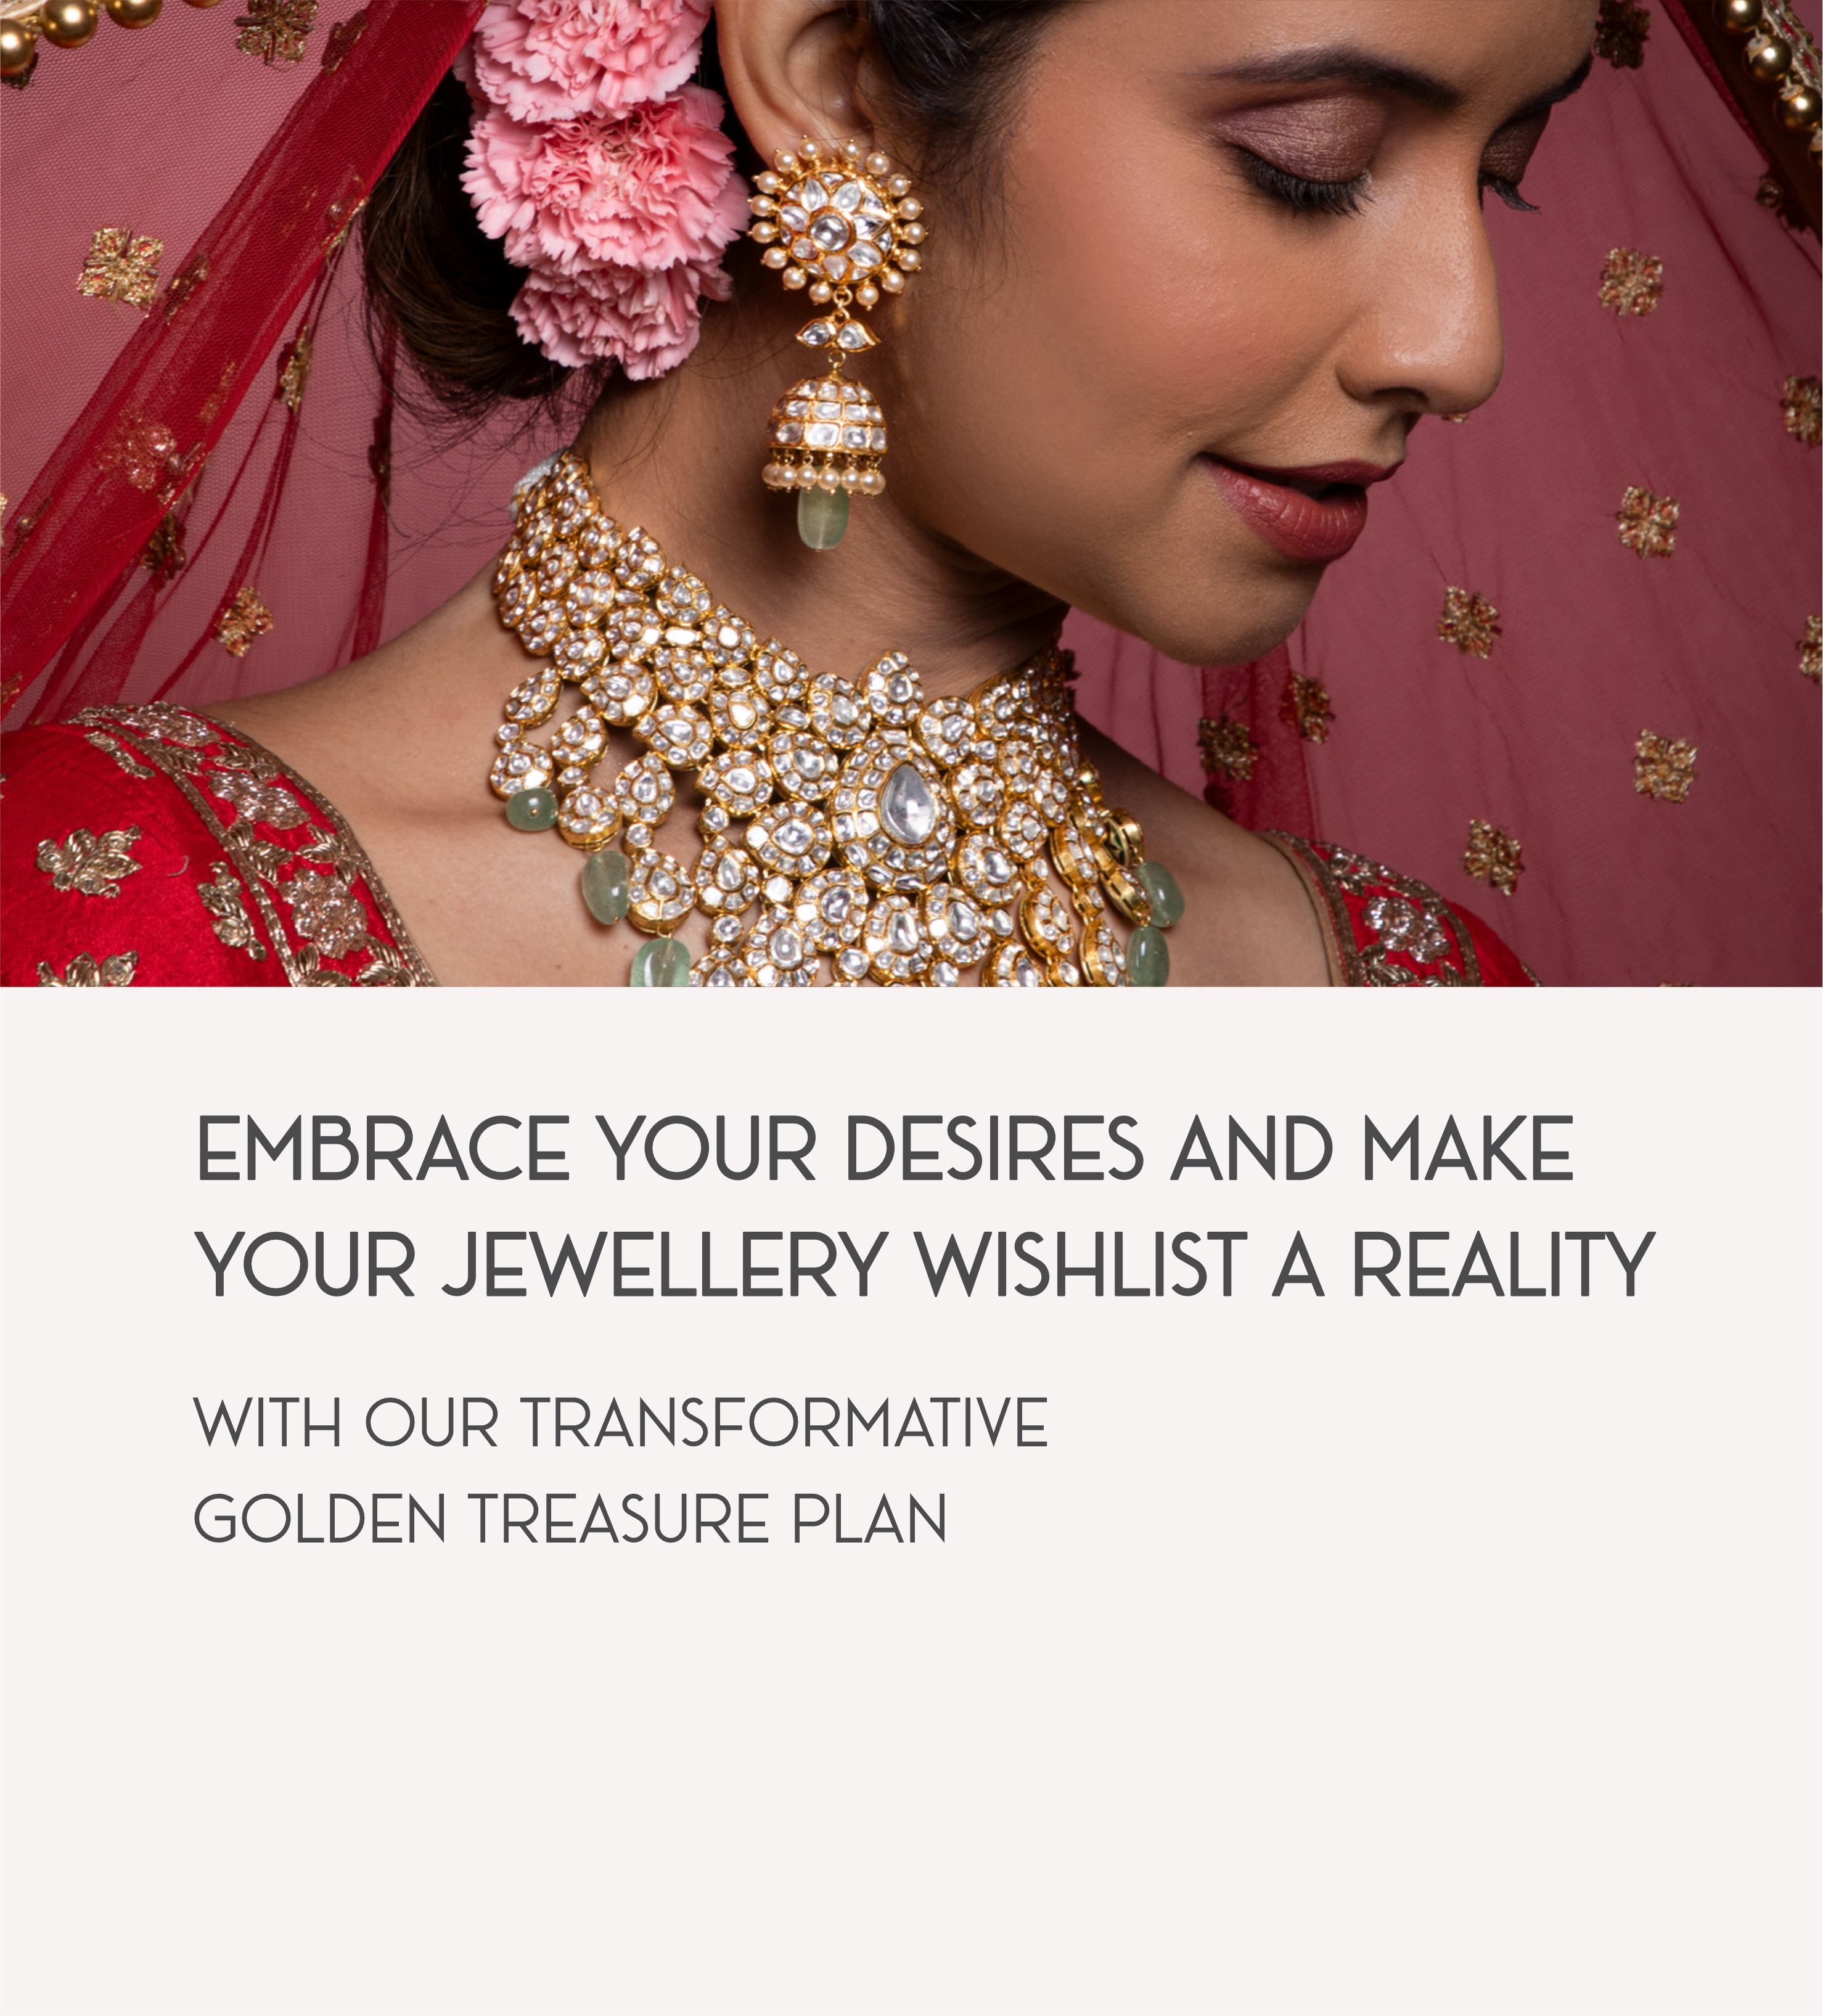 EMBRACE YOUR DESIRES AND MAKE
YOUR JEWELLERY WISHLIST A REALITY
WITH OUR TRANSFORMATIVE
GOLDEN TREASURE PLAN